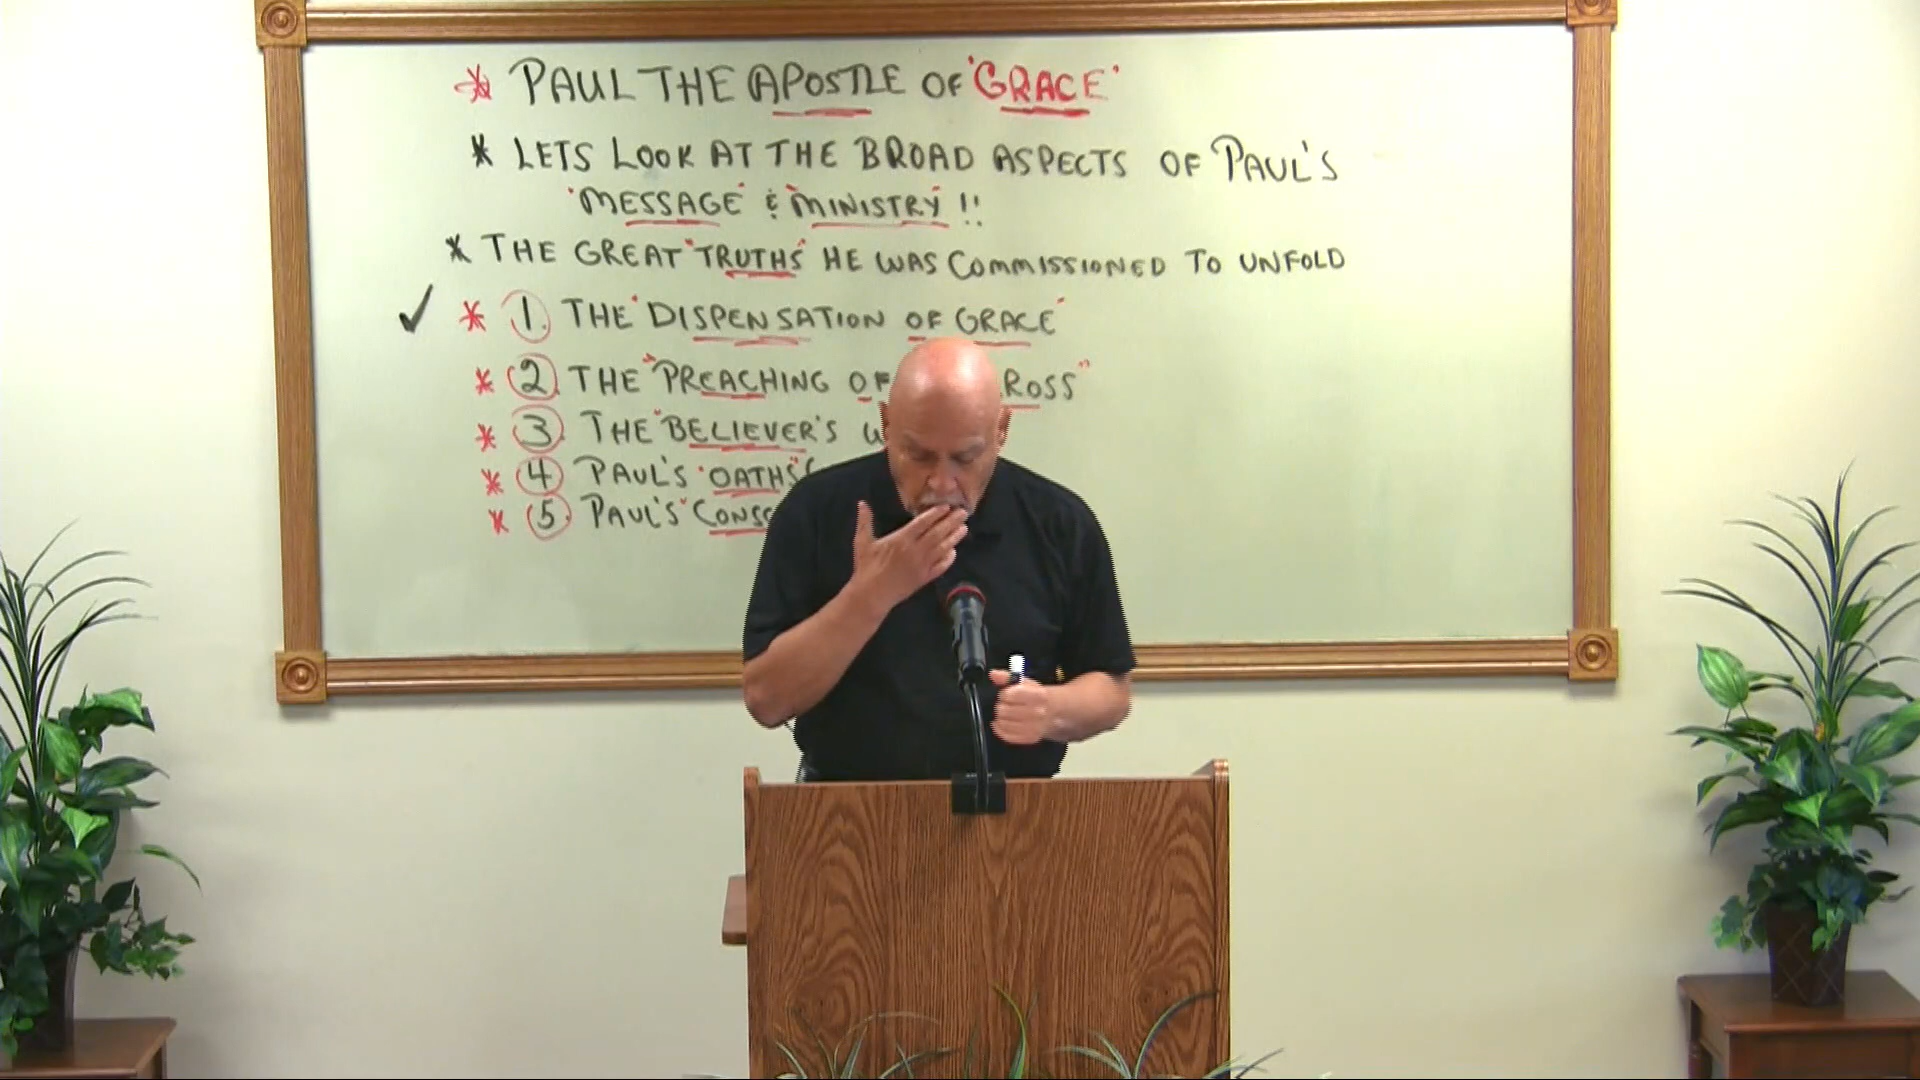 * PAUL THE APOSTLE OF "GRACE"
* LETS LOOK AT THE BROAD ASPECTS OF PAUL'S
"MESSAGE" & "MINISTRY" !!
* THE GREAT "TRUTHS" HE WAS COMMISSIONED TO UNFOLD
✓ * 1. THE "DISPENSATION OF GRACE"
* 2. THE "PREACHING OF ROSS"
* 3. THE "BELIEVER'S
* 4. PAUL'S "OATHS"
* 5. PAUL'S "CONS